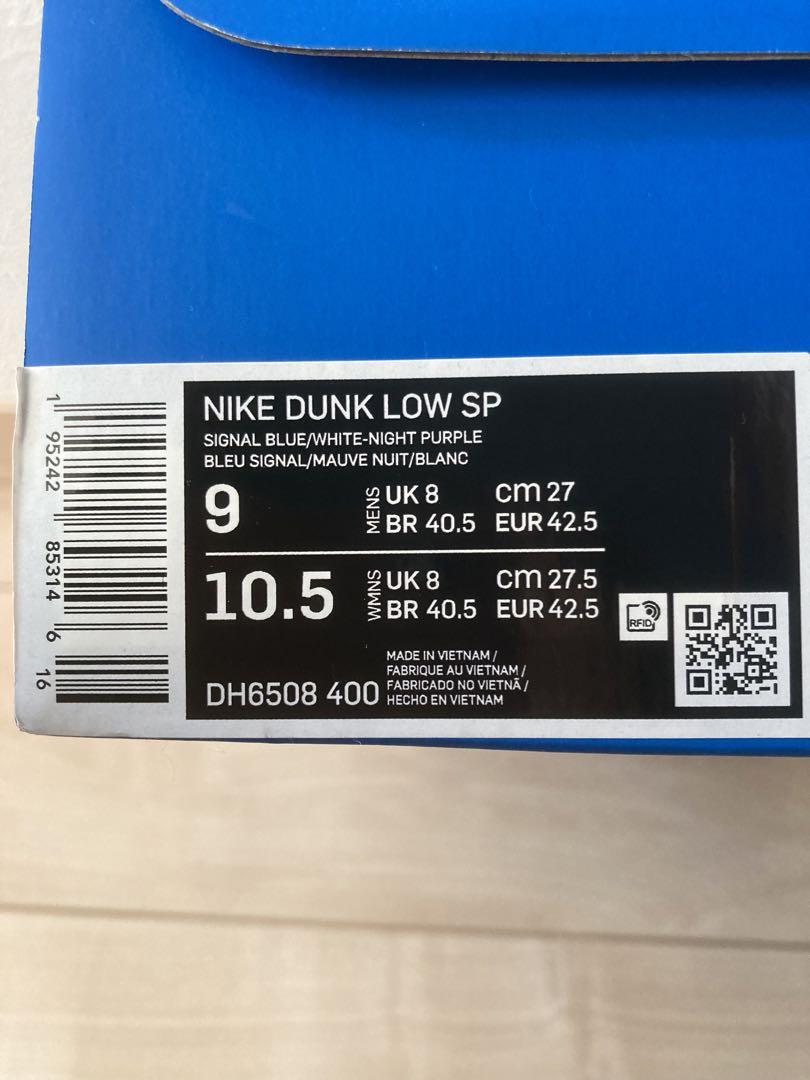 NIKE DUNK LOW SP
SIGNAL BLUE/WHITE-NIGHT PURPLE
BLEU SIGNAL/MAUVE NUIT/BLANC
9
MENS
UK 8 cm 27
BR 40.5 EUR 42.5
10.5
WMNS
UK 8 cm 27.5
BR 40.5 EUR 42.5
RFID
DH6508 400
MADE IN VIETNAM /
FABRIQUE AU VIETNAM /
FABRICADO NO VIETNÃ /
HECHO EN VIETNAM
1 95242 85314 6 16